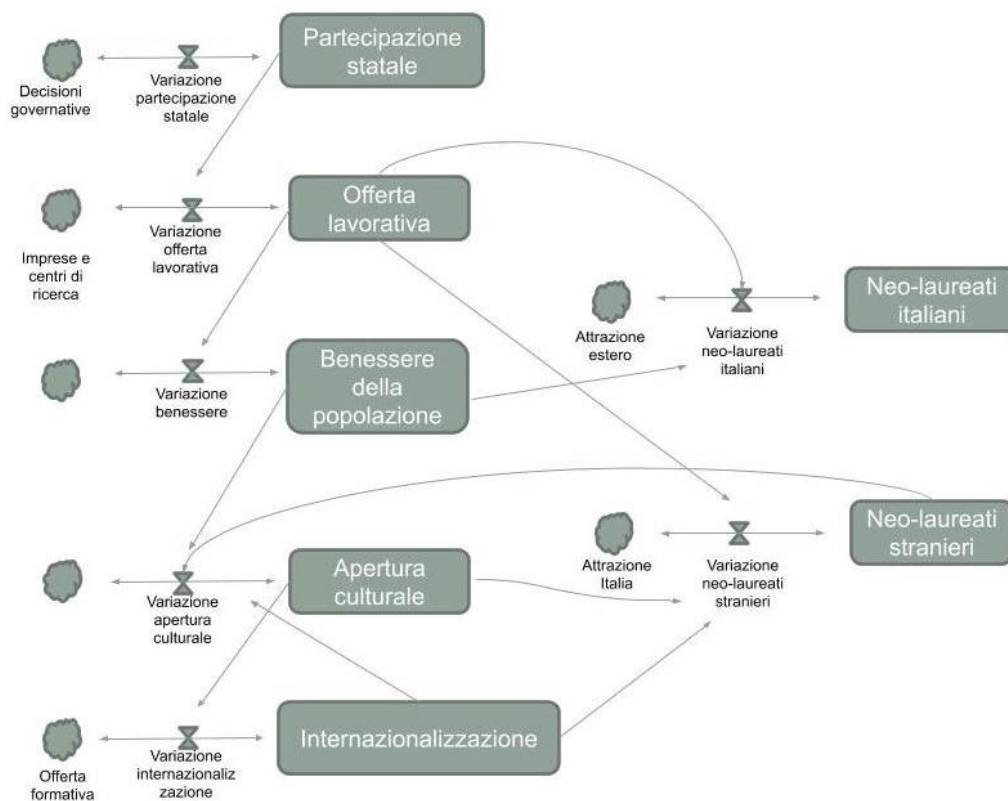 Partecipazione
statale
Decisioni
governative
Variazione
partecipazione
statale
Offerta
lavorativa
Imprese e
centri di
ricerca
Variazione
offerta
lavorativa
Neo-laureati
italiani
Attrazione
estero
Variazione
neo-laureati
italiani
Benessere
della
popolazione
Variazione
benessere
Neo-laureati
stranieri
Attrazione
Italia
Variazione
neo-laureati
stranieri
Apertura
culturale
Variazione
apertura
culturale
Internazionalizzazione
Offerta
formativa
Variazione
internazionaliz
zazione